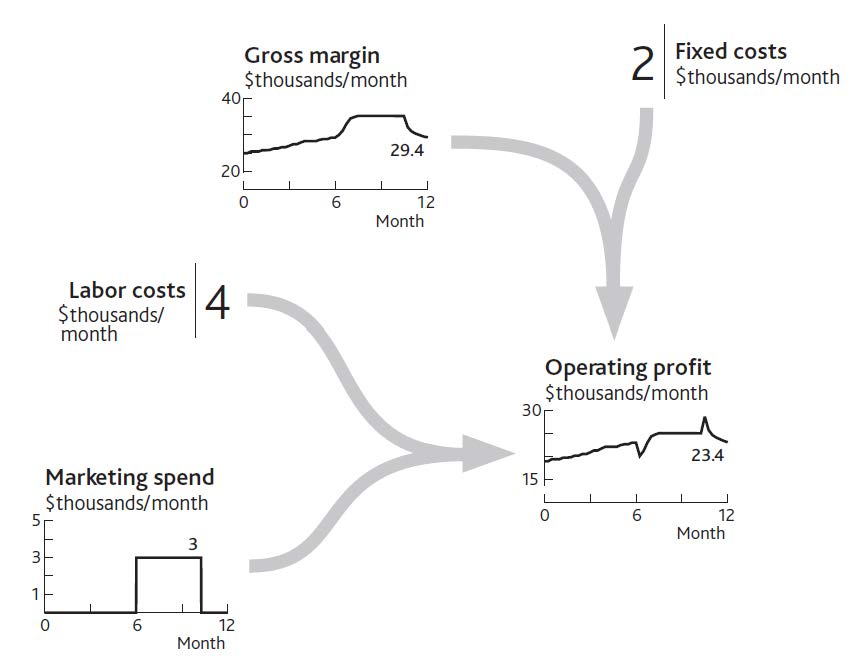 Gross margin
$thousands/month
40
20
29.4
0 6 12
Month
2
Fixed costs
$thousands/month
Labor costs
$thousands/
month
4
Operating profit
$thousands/month
30
15
23.4
0 6 12
Month
Marketing spend
$thousands/month
5
3
1
3
0 6 12
Month